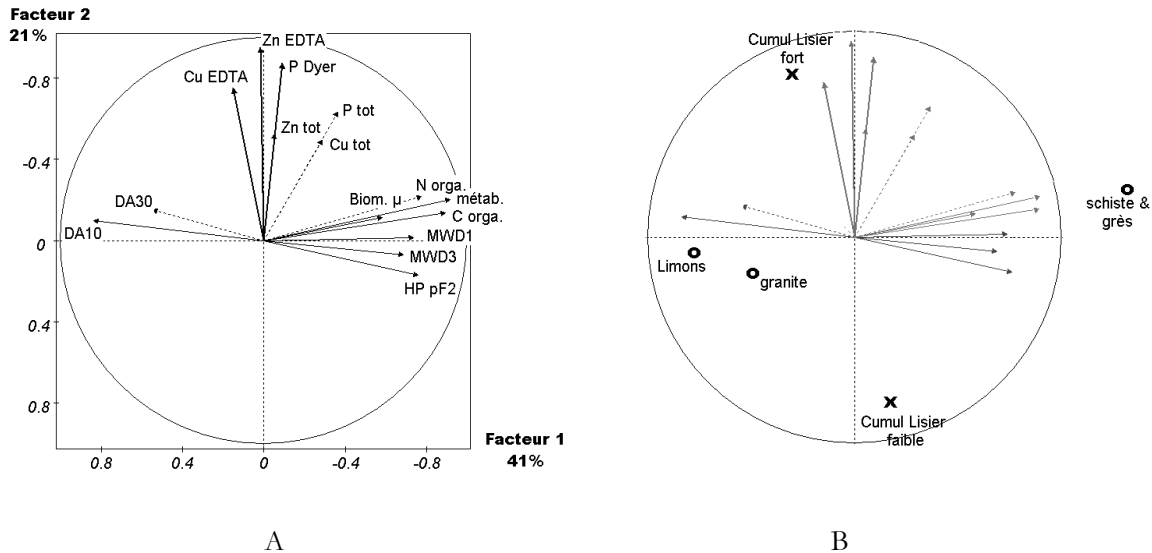 Facteur 2
21%
Zn EDTA
P Dyer
Cu EDTA
P tot
Zn tot
Cu tot
N orga.
Biom. µ
métab.
C orga.
DA30
DA10
MWD1
MWD3
HP pF2
-0.8
-0.4
0
0.4
0.8
0.8 0.4 0 -0.4 -0.8
Facteur 1
41%
A
Cumul Lisier
fort
schiste &
grès
Limons
granite
Cumul Lisier
faible
B